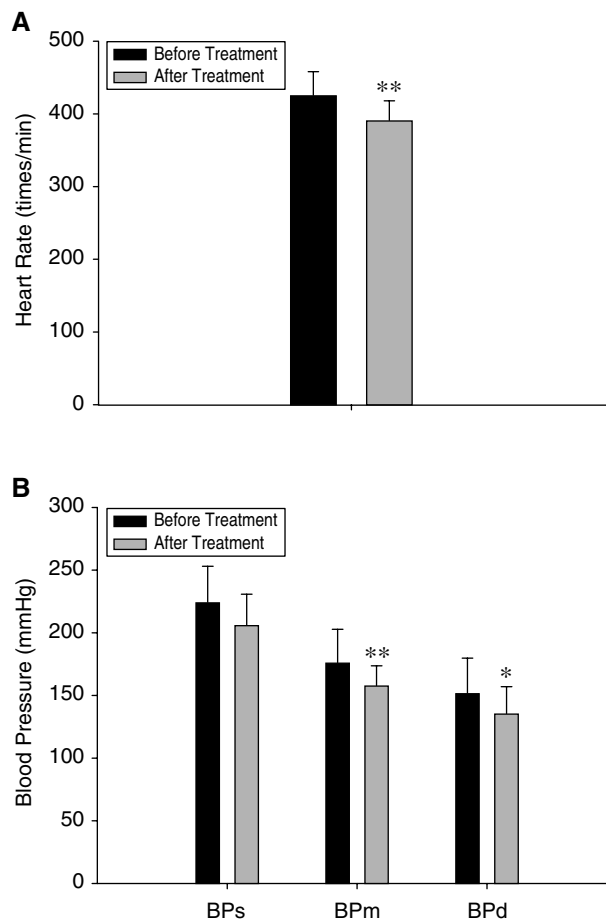 A
500
400
300
200
100
0
Heart Rate (times/min)
Before Treatment
After Treatment
**
B
300
250
200
150
100
50
0
Blood Pressure (mmHg)
Before Treatment
After Treatment
**
*
BPs BPm BPd